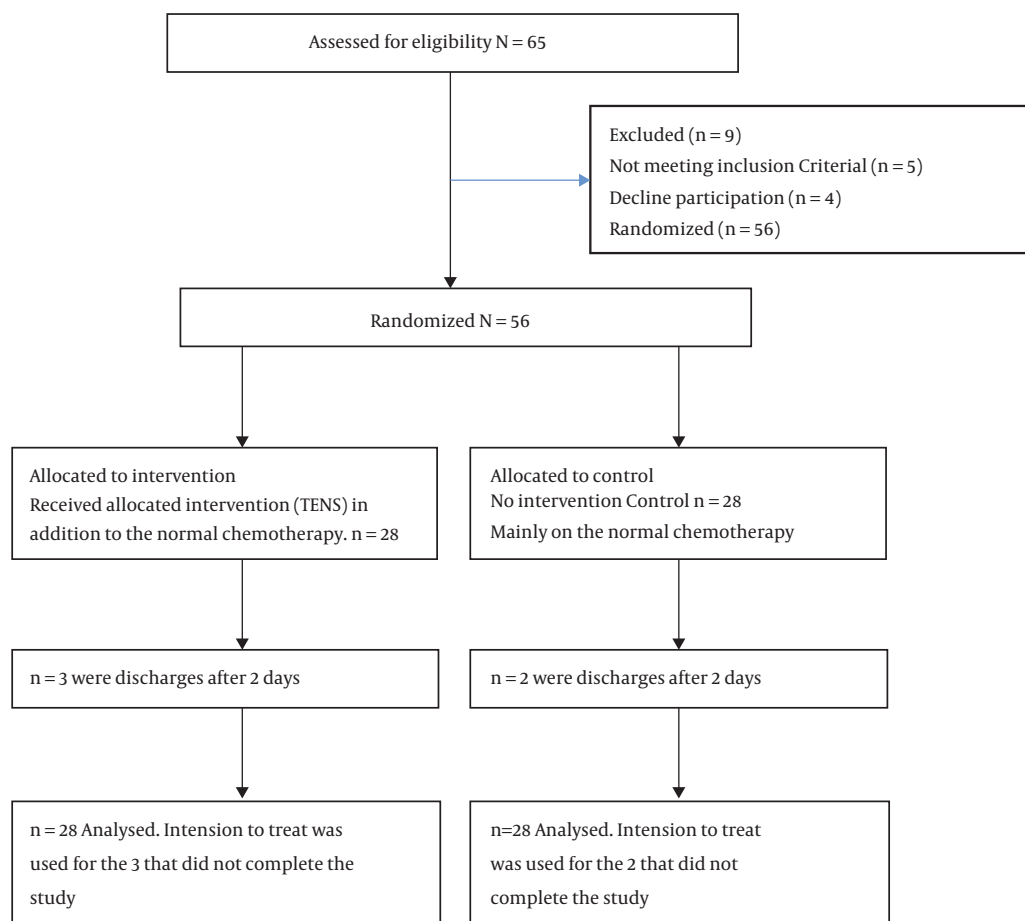 Assessed for eligibility N = 65
Excluded (n = 9)
Not meeting inclusion Criterial (n = 5)
Decline participation (n = 4)
Randomized (n = 56)
Randomized N = 56
Allocated to intervention
Received allocated intervention (TENS) in
addition to the normal chemotherapy. n = 28
Allocated to control
No intervention Control n = 28
Mainly on the normal chemotherapy
n = 3 were discharges after 2 days
n = 2 were discharges after 2 days
n = 28 Analysed. Intension to treat was
used for the 3 that did not complete the
study
n=28 Analysed. Intension to treat
was used for the 2 that did not
complete the study